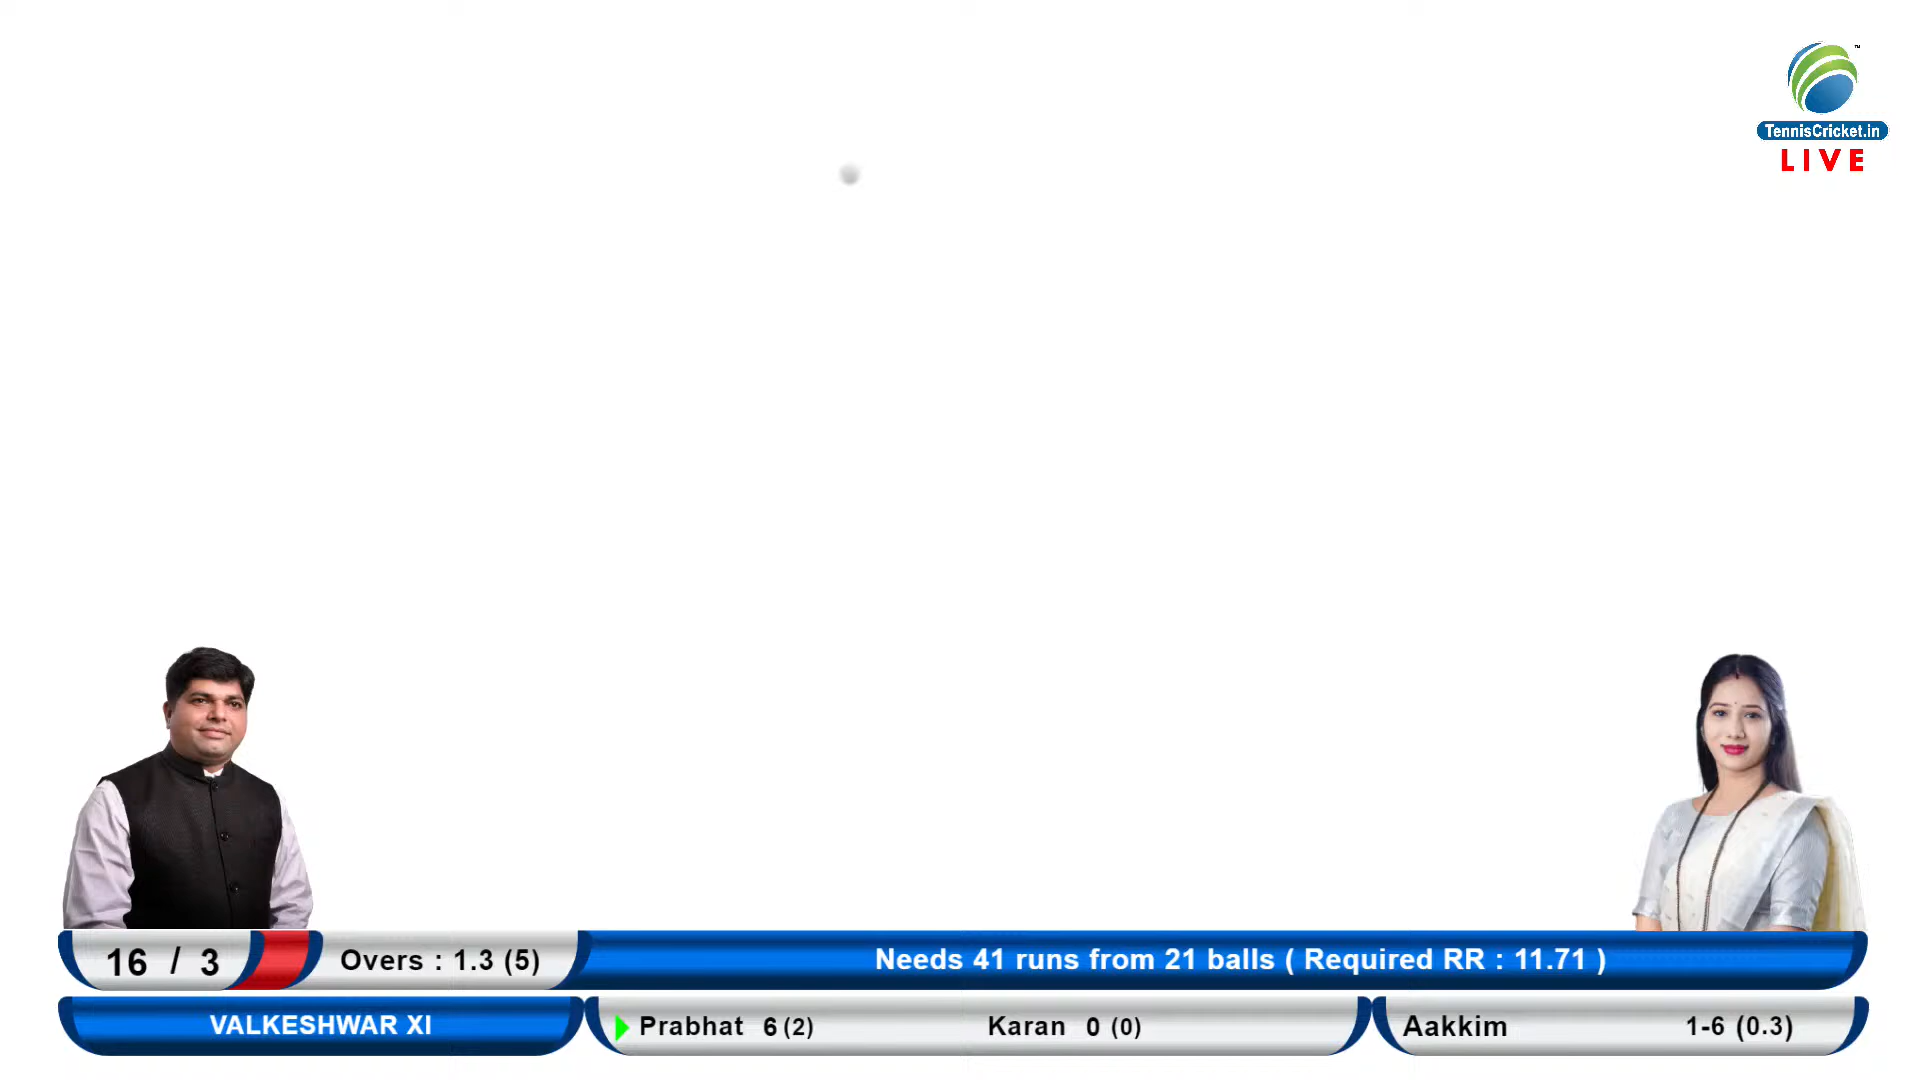 TM
TennisCricket.in
LIVE
16 / 3
Overs : 1.3 (5)
Needs 41 runs from 21 balls ( Required RR : 11.71 )
VALKESHWAR XI
Prabhat 6 (2)
Karan 0 (0)
Aakkim 1-6 (0.3)